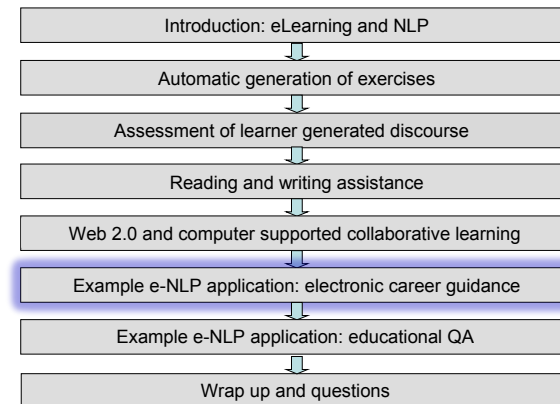 Introduction: eLearning and NLP
Automatic generation of exercises
Assessment of learner generated discourse
Reading and writing assistance
Web 2.0 and computer supported collaborative learning
Example e-NLP application: electronic career guidance
Example e-NLP application: educational QA
Wrap up and questions